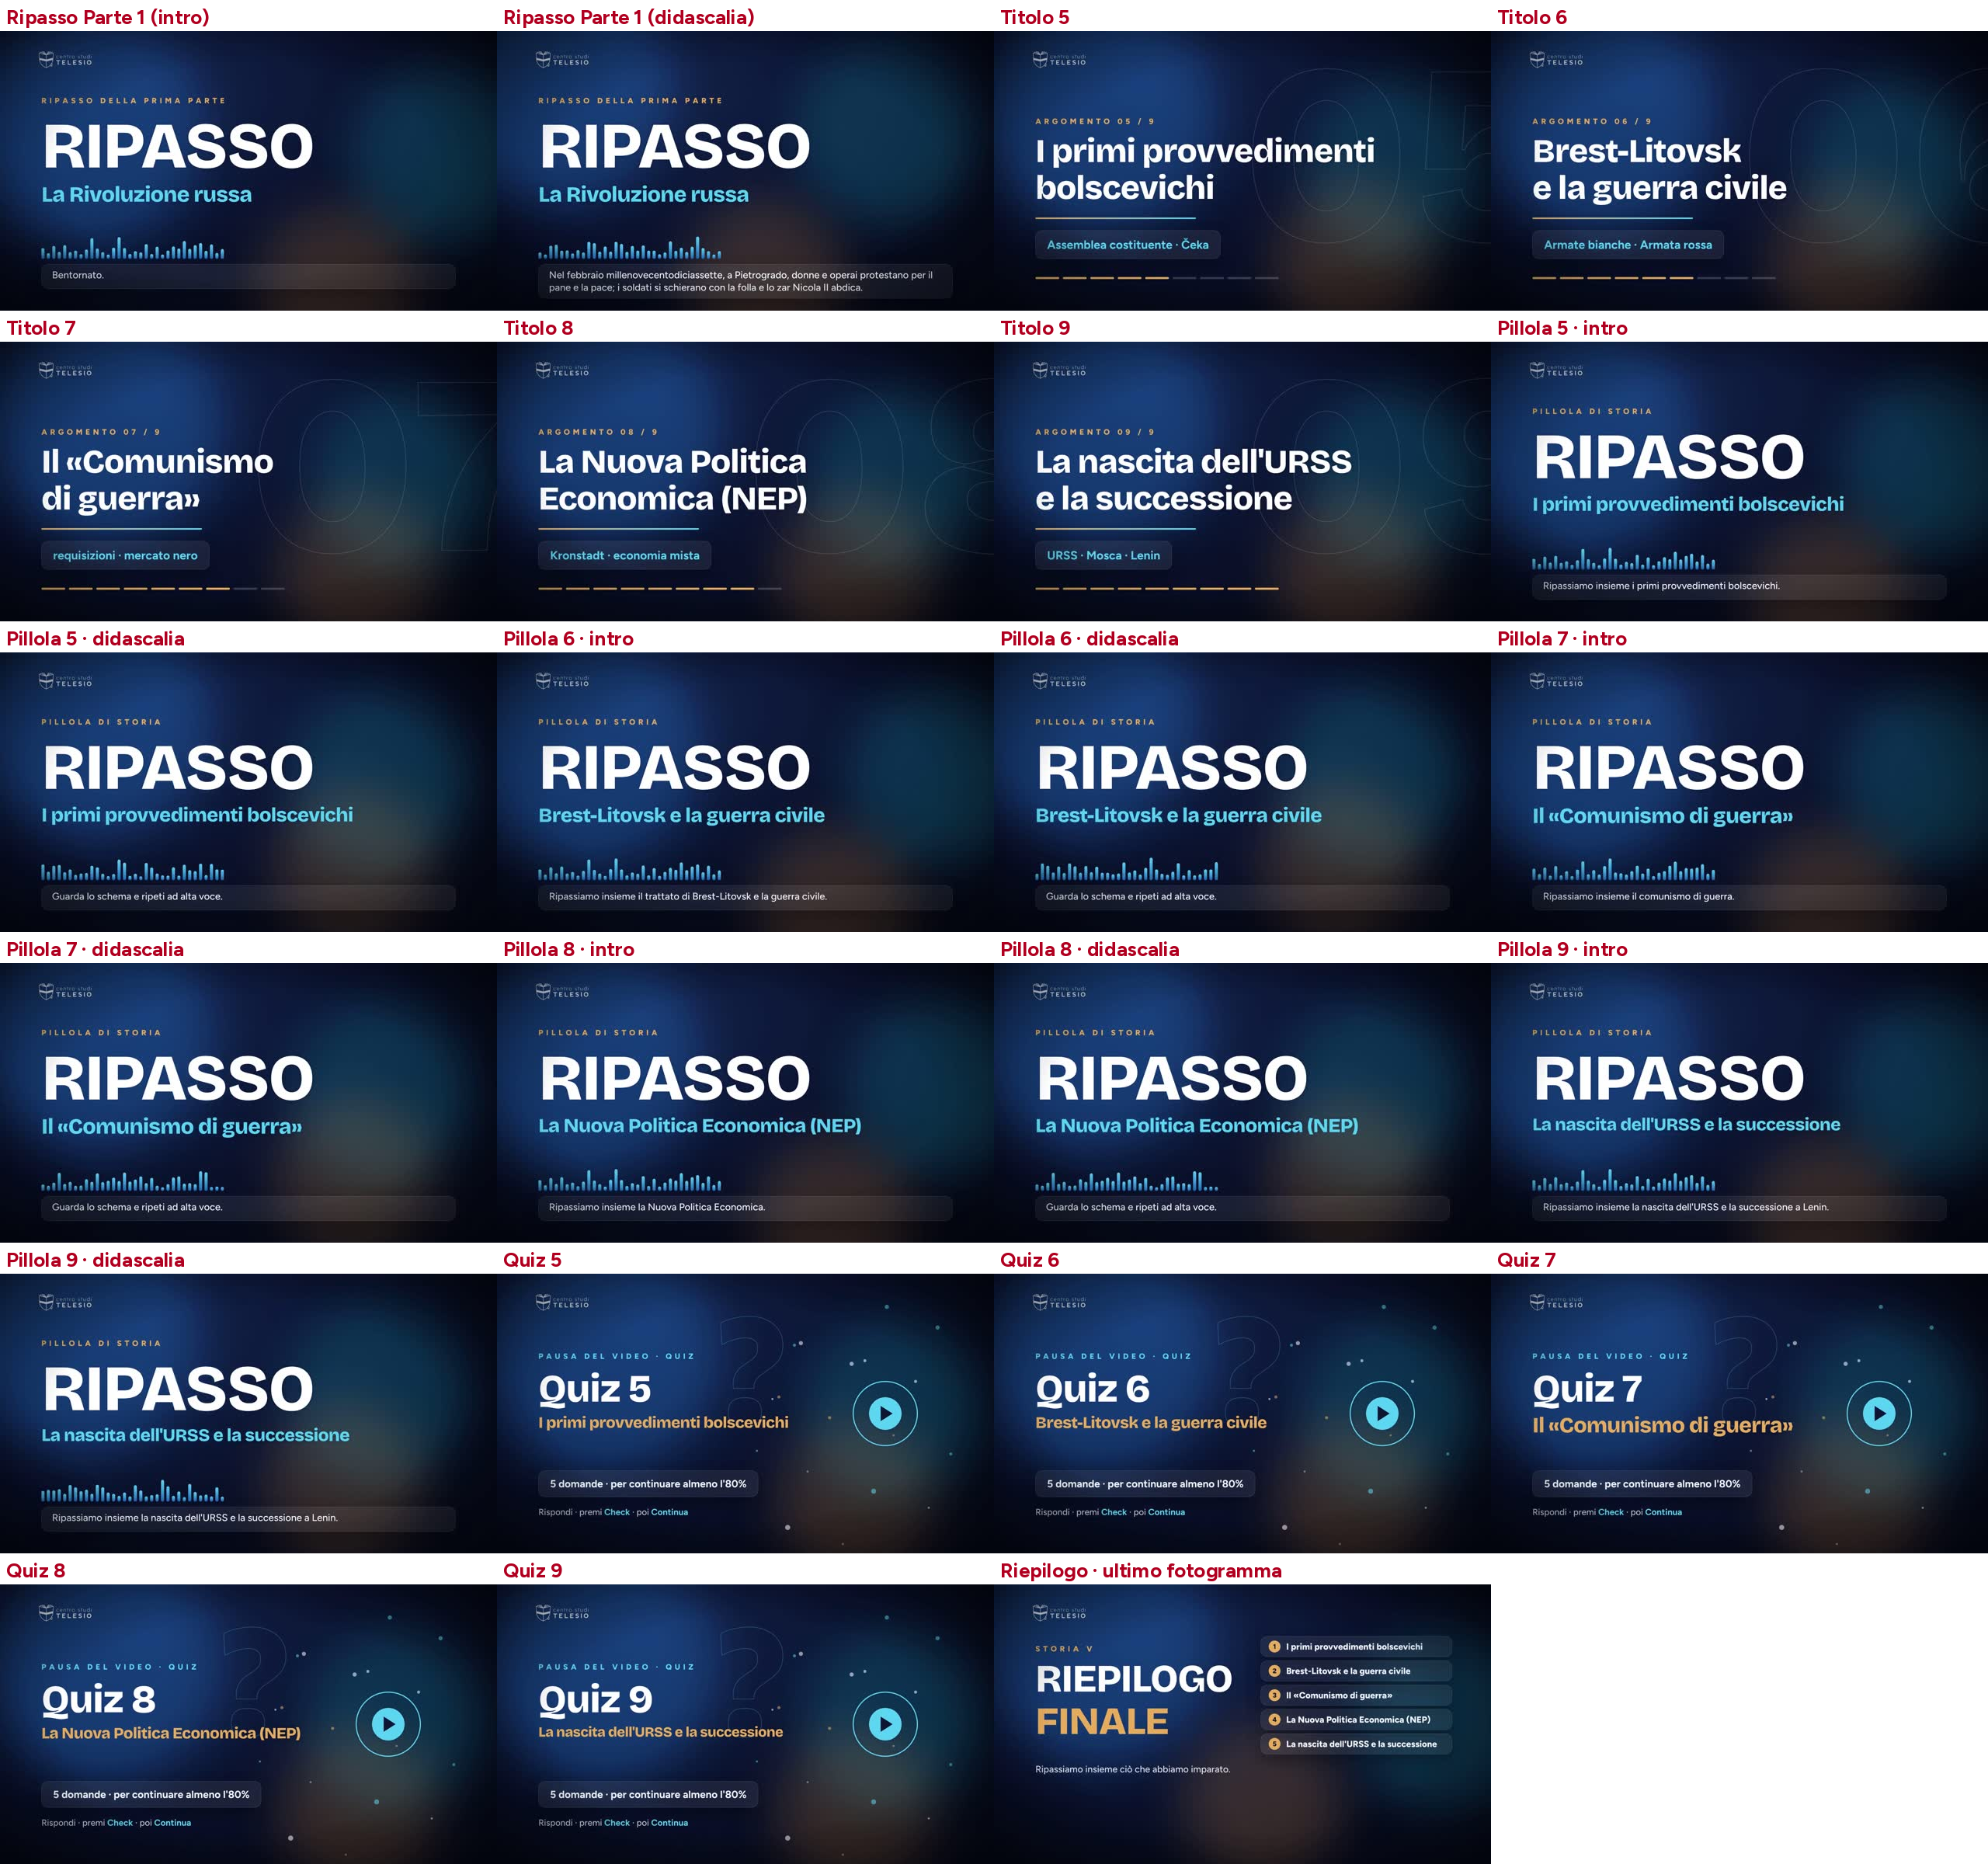 Ripasso Parte 1 (intro)
centro studi
TELESIO
RIPASSO DELLA PRIMA PARTE
RIPASSO
La Rivoluzione russa
Bentornato.
Ripasso Parte 1 (didascalia)
centro studi
TELESIO
RIPASSO DELLA PRIMA PARTE
RIPASSO
La Rivoluzione russa
Nel febbraio millenovecentodiciassette, a Pietrogrado, donne e operai protestano per il
pane e la pace; i soldati si schierano con la folla e lo zar Nicola II abdica.
Titolo 5
centro studi
TELESIO
05
ARGOMENTO 05 / 9
I primi provvedimenti
bolscevichi
Assemblea costituente · Čeka
Titolo 6
centro studi
TELESIO
06
ARGOMENTO 06 / 9
Brest-Litovsk
e la guerra civile
Armate bianche · Armata rossa
Titolo 7
centro studi
TELESIO
07
ARGOMENTO 07 / 9
Il «Comunismo
di guerra»
requisizioni · mercato nero
Titolo 8
centro studi
TELESIO
08
ARGOMENTO 08 / 9
La Nuova Politica
Economica (NEP)
Kronstadt · economia mista
Titolo 9
centro studi
TELESIO
09
ARGOMENTO 09 / 9
La nascita dell'URSS
e la successione
URSS · Mosca · Lenin
Pillola 5 · intro
centro studi
TELESIO
PILLOLA DI STORIA
RIPASSO
I primi provvedimenti bolscevichi
Ripassiamo insieme i primi provvedimenti bolscevichi.
Pillola 5 · didascalia
centro studi
TELESIO
PILLOLA DI STORIA
RIPASSO
I primi provvedimenti bolscevichi
Guarda lo schema e ripeti ad alta voce.
Pillola 6 · intro
centro studi
TELESIO
PILLOLA DI STORIA
RIPASSO
Brest-Litovsk e la guerra civile
Ripassiamo insieme il trattato di Brest-Litovsk e la guerra civile.
Pillola 6 · didascalia
centro studi
TELESIO
PILLOLA DI STORIA
RIPASSO
Brest-Litovsk e la guerra civile
Guarda lo schema e ripeti ad alta voce.
Pillola 7 · intro
centro studi
TELESIO
PILLOLA DI STORIA
RIPASSO
Il «Comunismo di guerra»
Ripassiamo insieme il comunismo di guerra.
Pillola 7 · didascalia
centro studi
TELESIO
PILLOLA DI STORIA
RIPASSO
Il «Comunismo di guerra»
Guarda lo schema e ripeti ad alta voce.
Pillola 8 · intro
centro studi
TELESIO
PILLOLA DI STORIA
RIPASSO
La Nuova Politica Economica (NEP)
Ripassiamo insieme la Nuova Politica Economica.
Pillola 8 · didascalia
centro studi
TELESIO
PILLOLA DI STORIA
RIPASSO
La Nuova Politica Economica (NEP)
Guarda lo schema e ripeti ad alta voce.
Pillola 9 · intro
centro studi
TELESIO
PILLOLA DI STORIA
RIPASSO
La nascita dell'URSS e la successione
Ripassiamo insieme la nascita dell'URSS e la successione a Lenin.
Pillola 9 · didascalia
centro studi
TELESIO
PILLOLA DI STORIA
RIPASSO
La nascita dell'URSS e la successione
Ripassiamo insieme la nascita dell'URSS e la successione a Lenin.
Quiz 5
centro studi
TELESIO
?
PAUSA DEL VIDEO · QUIZ
Quiz 5
I primi provvedimenti bolscevichi
5 domande · per continuare almeno l'80%
Rispondi · premi Check · poi Continua
Quiz 6
centro studi
TELESIO
?
PAUSA DEL VIDEO · QUIZ
Quiz 6
Brest-Litovsk e la guerra civile
5 domande · per continuare almeno l'80%
Rispondi · premi Check · poi Continua
Quiz 7
centro studi
TELESIO
?
PAUSA DEL VIDEO · QUIZ
Quiz 7
Il «Comunismo di guerra»
5 domande · per continuare almeno l'80%
Rispondi · premi Check · poi Continua
Quiz 8
centro studi
TELESIO
?
PAUSA DEL VIDEO · QUIZ
Quiz 8
La Nuova Politica Economica (NEP)
5 domande · per continuare almeno l'80%
Rispondi · premi Check · poi Continua
Quiz 9
centro studi
TELESIO
?
PAUSA DEL VIDEO · QUIZ
Quiz 9
La nascita dell'URSS e la successione
5 domande · per continuare almeno l'80%
Rispondi · premi Check · poi Continua
Riepilogo · ultimo fotogramma
centro studi
TELESIO
STORIA V
RIEPILOGO
FINALE
Ripassiamo insieme ciò che abbiamo imparato.
1 I primi provvedimenti bolscevichi
2 Brest-Litovsk e la guerra civile
3 Il «Comunismo di guerra»
4 La Nuova Politica Economica (NEP)
5 La nascita dell'URSS e la successione